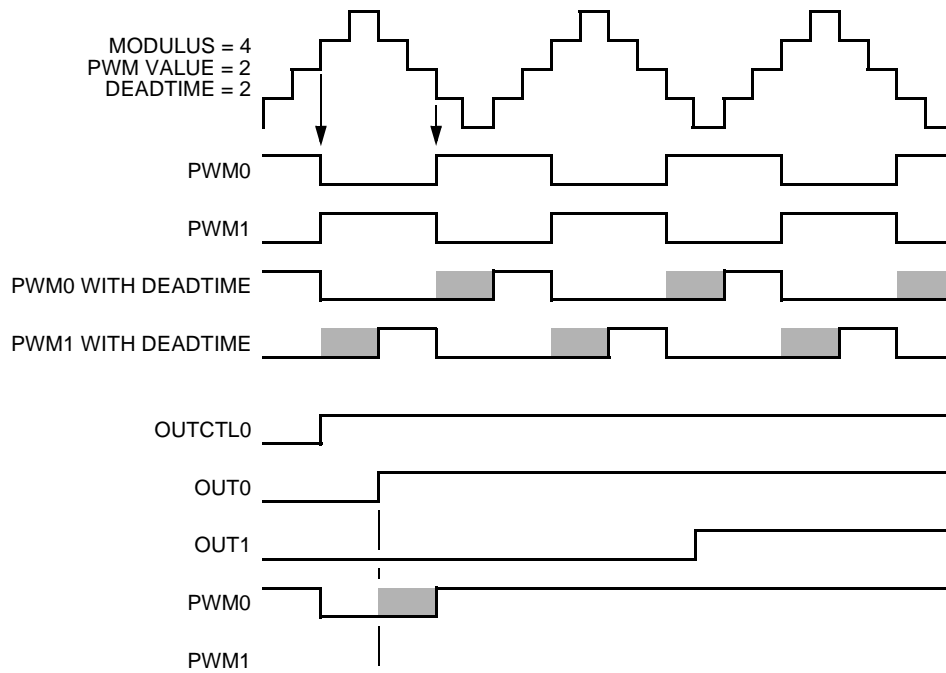 MODULUS = 4
PWM VALUE = 2
DEADTIME = 2
PWM0
PWM1
PWM0 WITH DEADTIME
PWM1 WITH DEADTIME
OUTCTL0
OUT0
OUT1
PWM0
PWM1